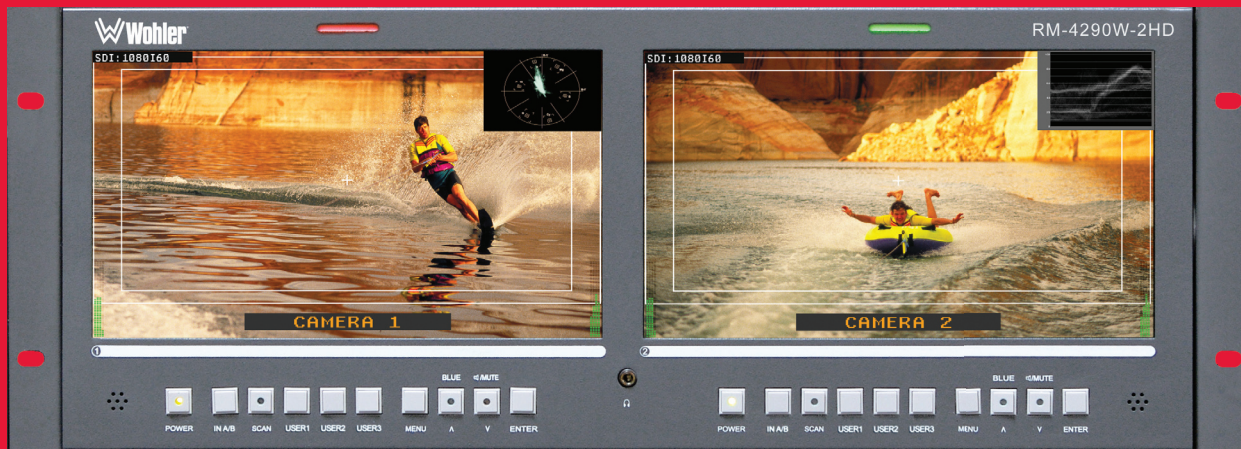 Wohler
RM-4290W-2HD
SDI:1080I60
SDI:1080I60
CAMERA 1
CAMERA 2
1
2
BLUE
/MUTE
BLUE
/MUTE
POWER
IN A/B
SCAN
USER1
USER2
USER3
MENU
∧
∨
ENTER
POWER
IN A/B
SCAN
USER1
USER2
USER3
MENU
∧
∨
ENTER